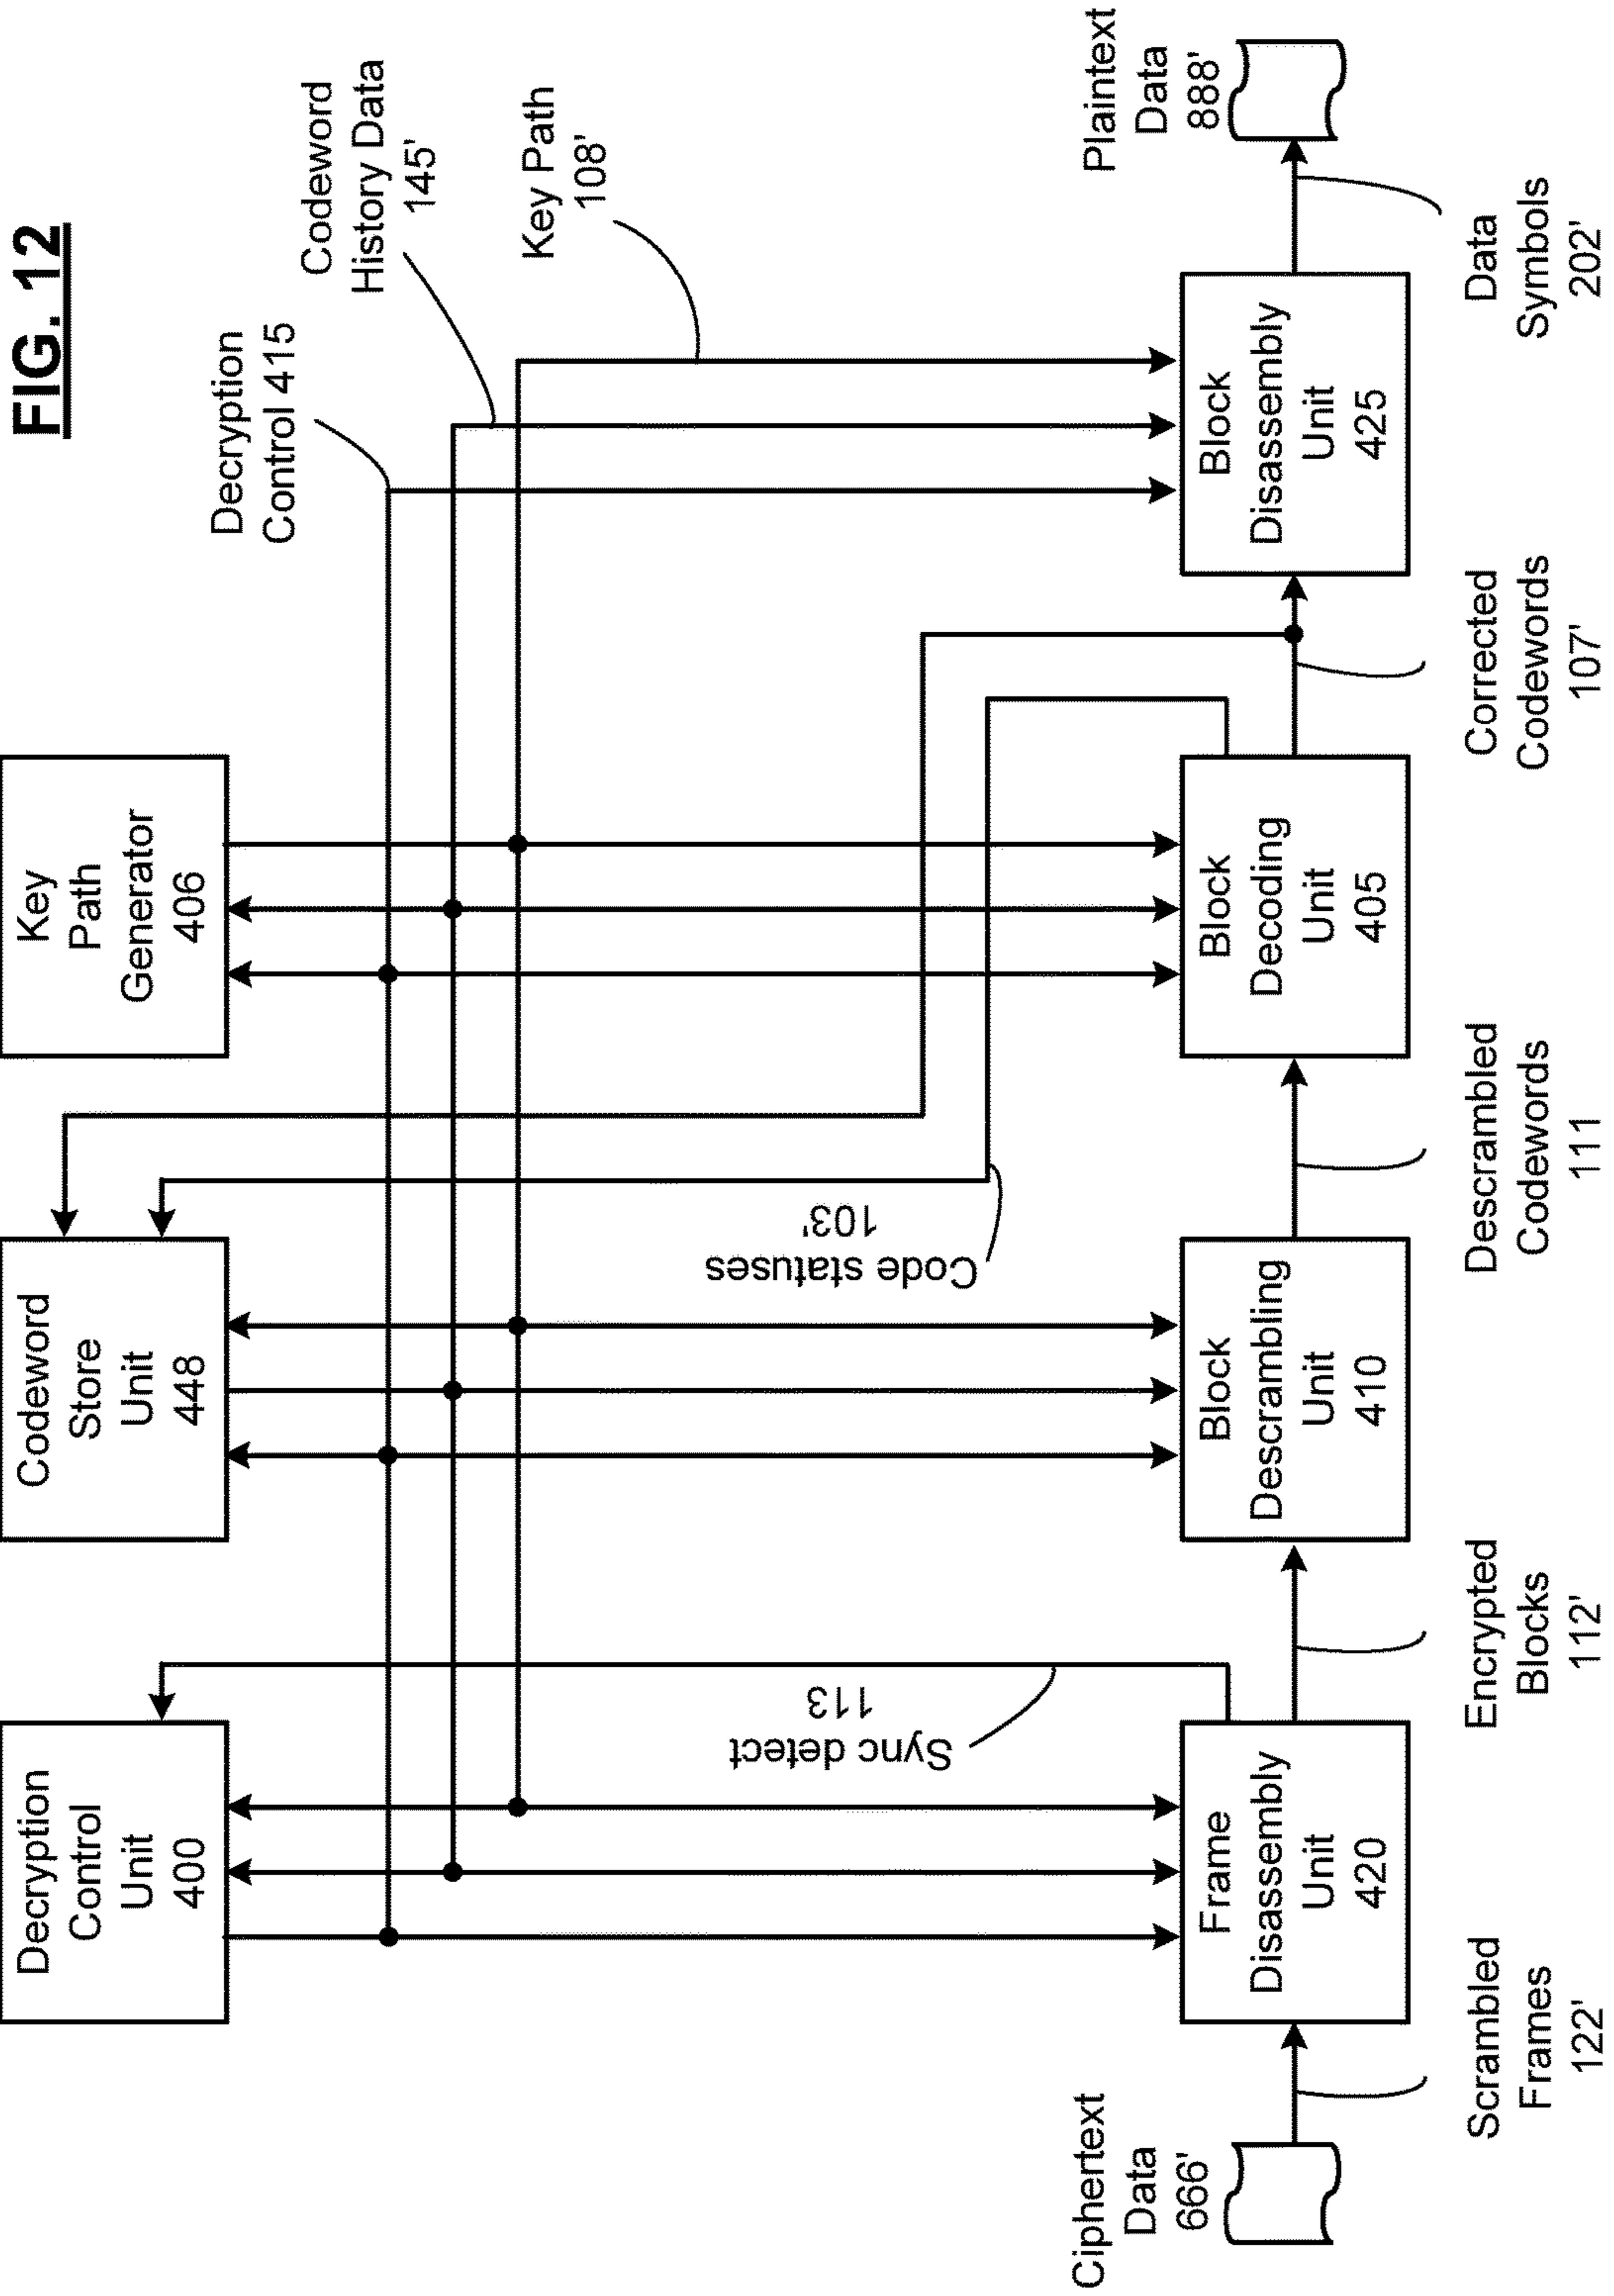 FIG. 12
Decryption
Control
Unit
400
Codeword
Store
Unit
448
Key
Path
Generator
406
Decryption
Control 415
Codeword
History Data
145'
Key Path
108'
Sync detect
113
Code statuses
103'
Ciphertext
Data
666'
Scrambled
Frames
122'
Frame
Disassembly
Unit
420
Encrypted
Blocks
112'
Block
Descrambling
Unit
410
Descrambled
Codewords
111
Block
Decoding
Unit
405
Corrected
Codewords
107'
Block
Disassembly
Unit
425
Data
Symbols
202'
Plaintext
Data
888'